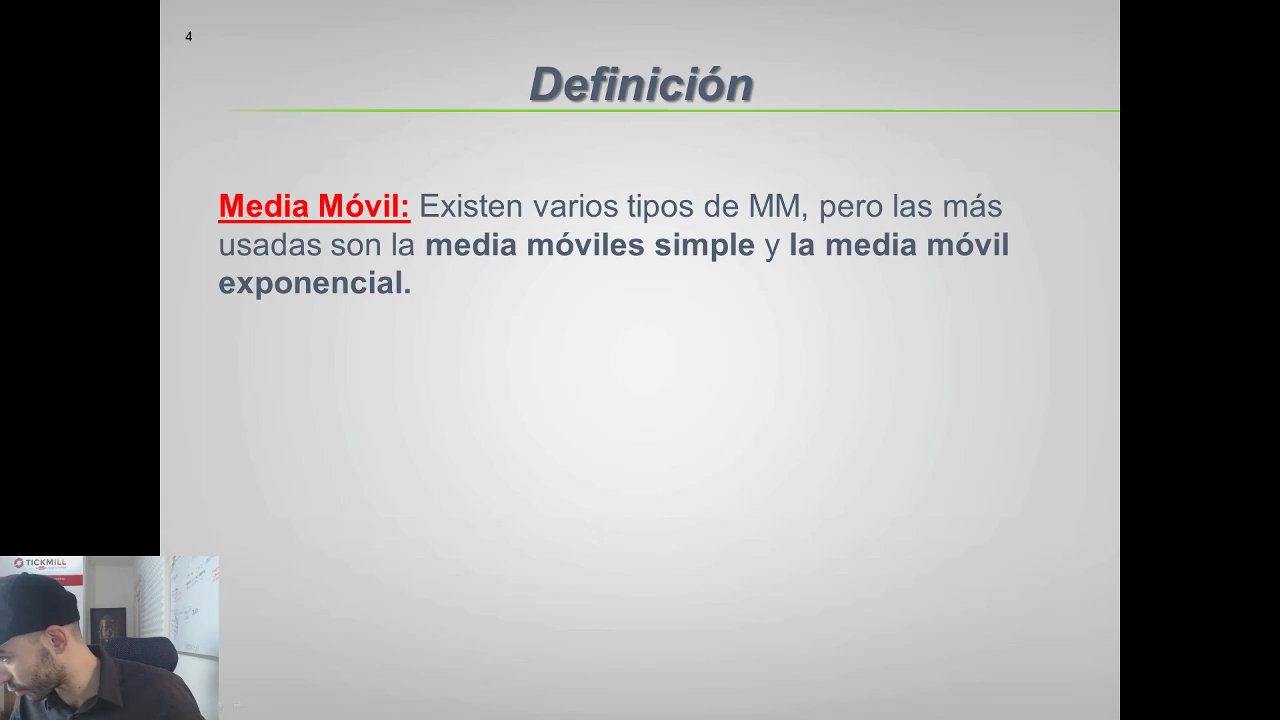 4
Definición
Media Móvil: Existen varios tipos de MM, pero las más
usadas son la media móviles simple y la media móvil
exponencial.
TICKMILL